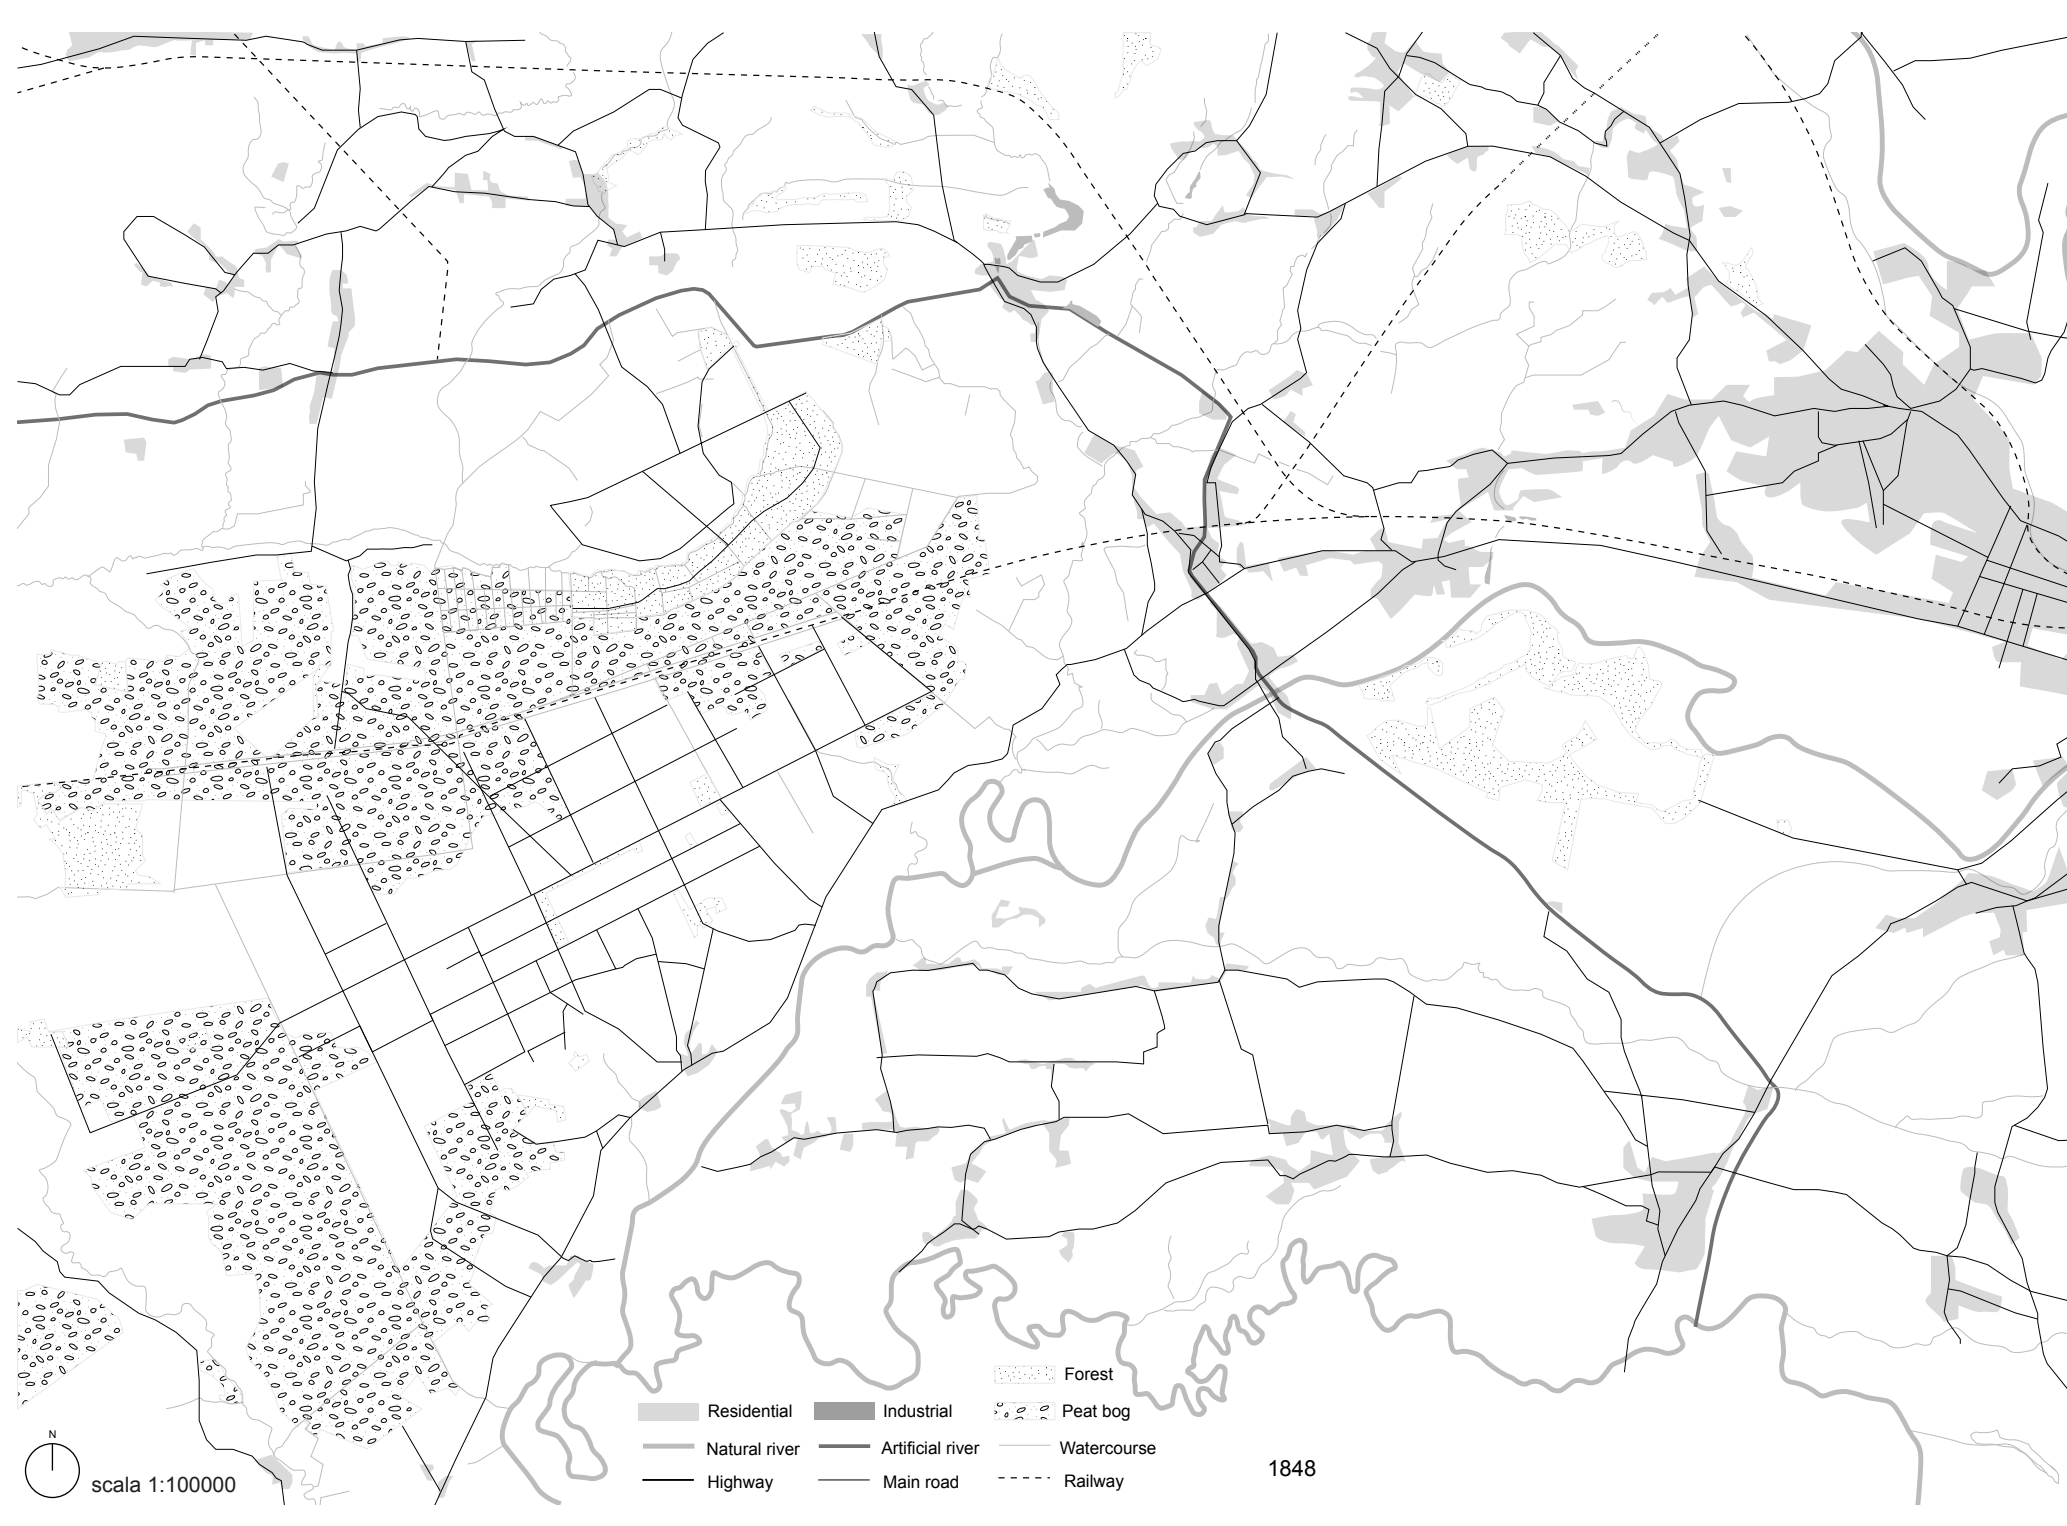 Forest
Residential
Industrial
Peat bog
Natural river
Artificial river
Watercourse
Highway
Main road
Railway
1848
N
scala 1:100000